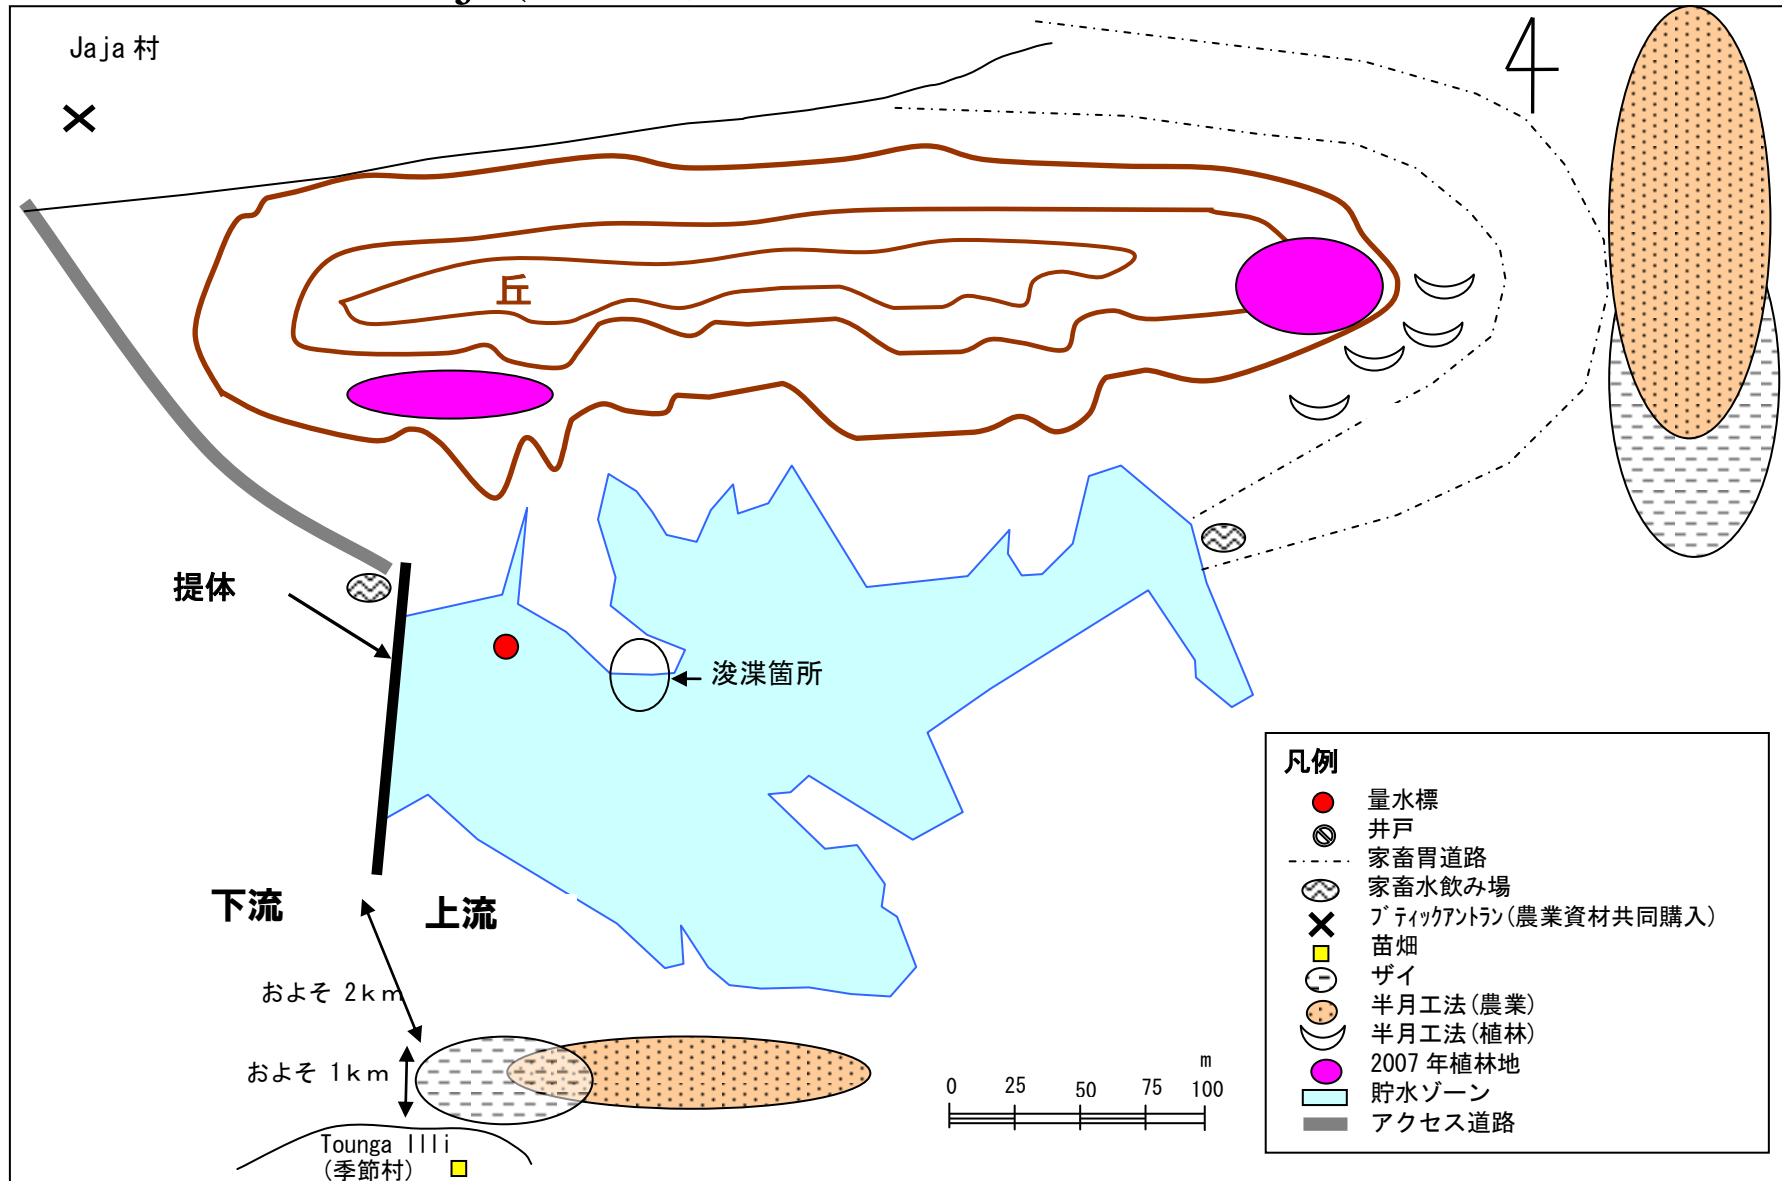 Jaja 村
丘
提体
浚渫箇所
下流
上流
およそ 2km
およそ 1km
Tounga Illi
(季節村)
m
0 25 50 75 100
凡例
量水標
井戸
家畜胃道路
家畜水飲み場
ブティックアントラン(農業資材共同購入)
苗畑
ザイ
半月工法(農業)
半月工法(植林)
2007 年植林地
貯水ゾーン
アクセス道路